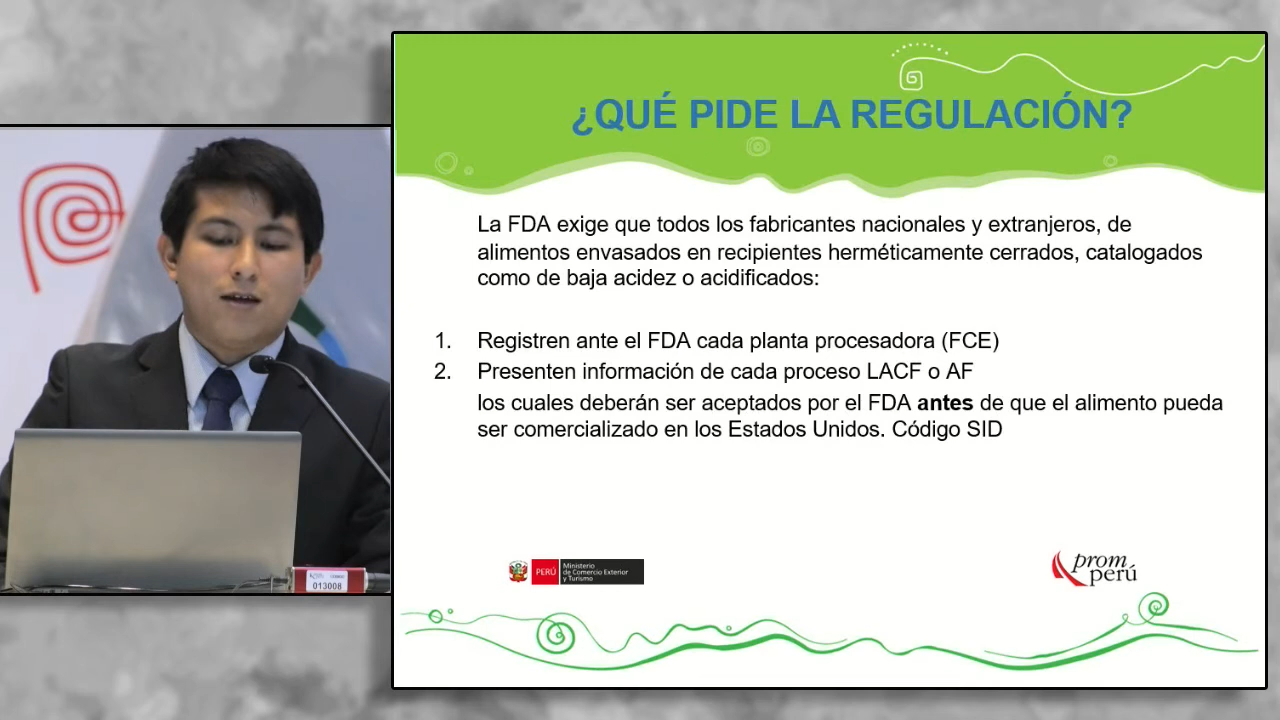 ¿QUÉ PIDE LA REGULACIÓN?
La FDA exige que todos los fabricantes nacionales y extranjeros, de
alimentos envasados en recipientes herméticamente cerrados, catalogados
como de baja acidez o acidificados:
1. Registren ante el FDA cada planta procesadora (FCE)
2. Presenten información de cada proceso LACF o AF
los cuales deberán ser aceptados por el FDA antes de que el alimento pueda
ser comercializado en los Estados Unidos. Código SID
PERÚ
Ministerio
de Comercio Exterior
y Turismo
prom
perú
013008